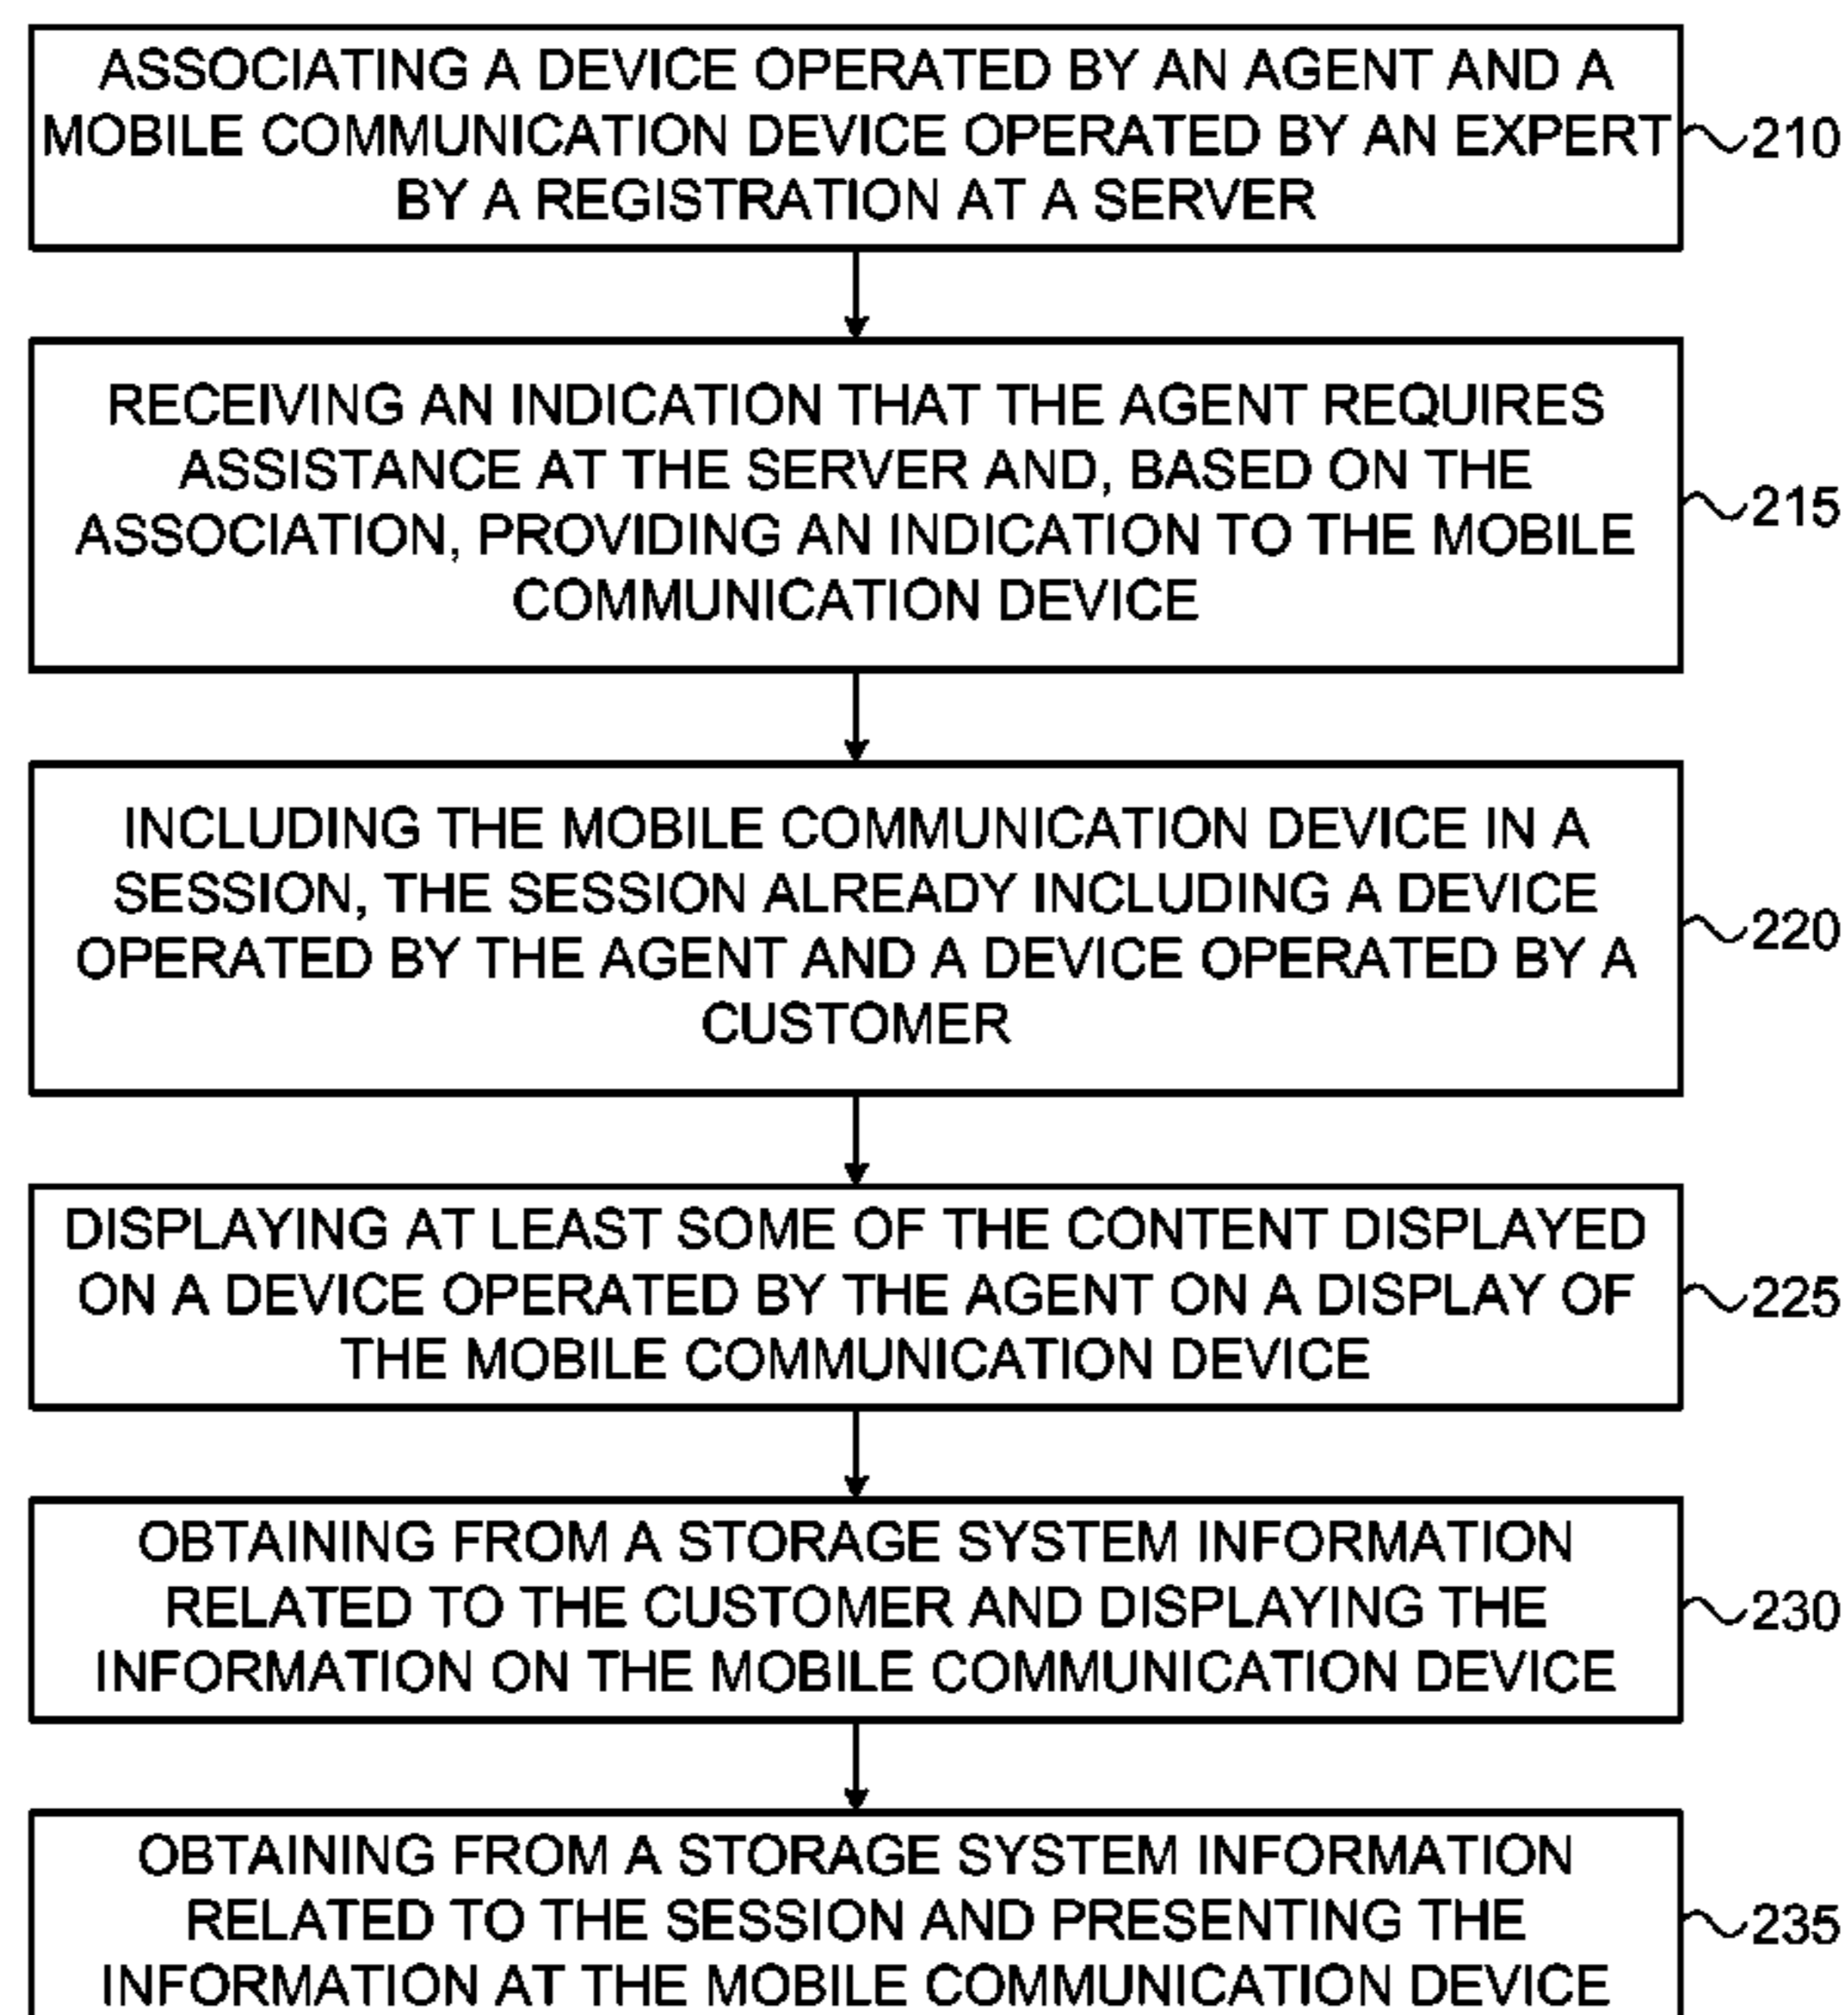 ASSOCIATING A DEVICE OPERATED BY AN AGENT AND A
MOBILE COMMUNICATION DEVICE OPERATED BY AN EXPERT
BY A REGISTRATION AT A SERVER
210
RECEIVING AN INDICATION THAT THE AGENT REQUIRES
ASSISTANCE AT THE SERVER AND, BASED ON THE
ASSOCIATION, PROVIDING AN INDICATION TO THE MOBILE
COMMUNICATION DEVICE
215
INCLUDING THE MOBILE COMMUNICATION DEVICE IN A
SESSION, THE SESSION ALREADY INCLUDING A DEVICE
OPERATED BY THE AGENT AND A DEVICE OPERATED BY A
CUSTOMER
220
DISPLAYING AT LEAST SOME OF THE CONTENT DISPLAYED
ON A DEVICE OPERATED BY THE AGENT ON A DISPLAY OF
THE MOBILE COMMUNICATION DEVICE
225
OBTAINING FROM A STORAGE SYSTEM INFORMATION
RELATED TO THE CUSTOMER AND DISPLAYING THE
INFORMATION ON THE MOBILE COMMUNICATION DEVICE
230
OBTAINING FROM A STORAGE SYSTEM INFORMATION
RELATED TO THE SESSION AND PRESENTING THE
INFORMATION AT THE MOBILE COMMUNICATION DEVICE
235